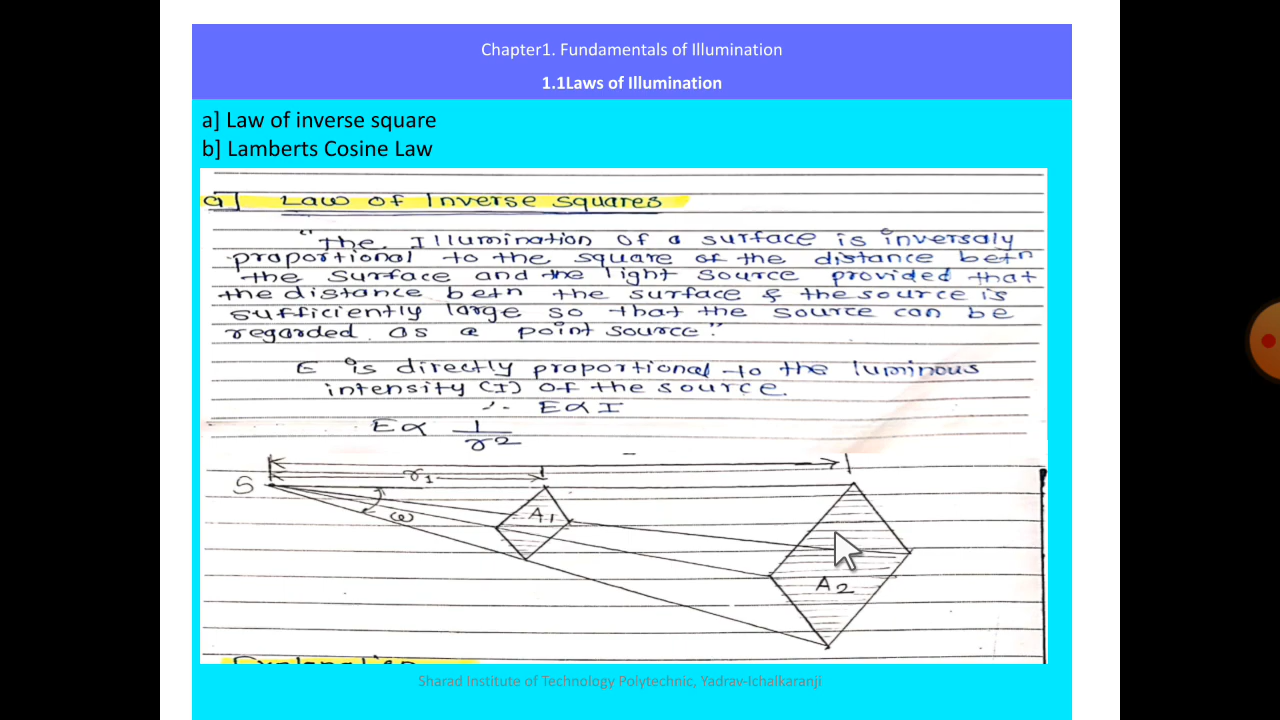 Chapter1. Fundamentals of Illumination
1.1Laws of Illumination
a] Law of inverse square
b] Lamberts Cosine Law
a] Law of Inverse squares
"The Illumination of a surface is inversaly
proportional to the square of the distance betn
the surface and the light source provided that
the distance betn the surface & the source is
sufficiently large so that the source can be
regarded as a point source."
E is directly proportional to the luminous
intensity (I) of the source.
∴ E∝I
E∝ 1/r²
r₁
S
ω
A₁
A₂
Explanation
Sharad Institute of Technology Polytechnic, Yadrav-Ichalkaranji